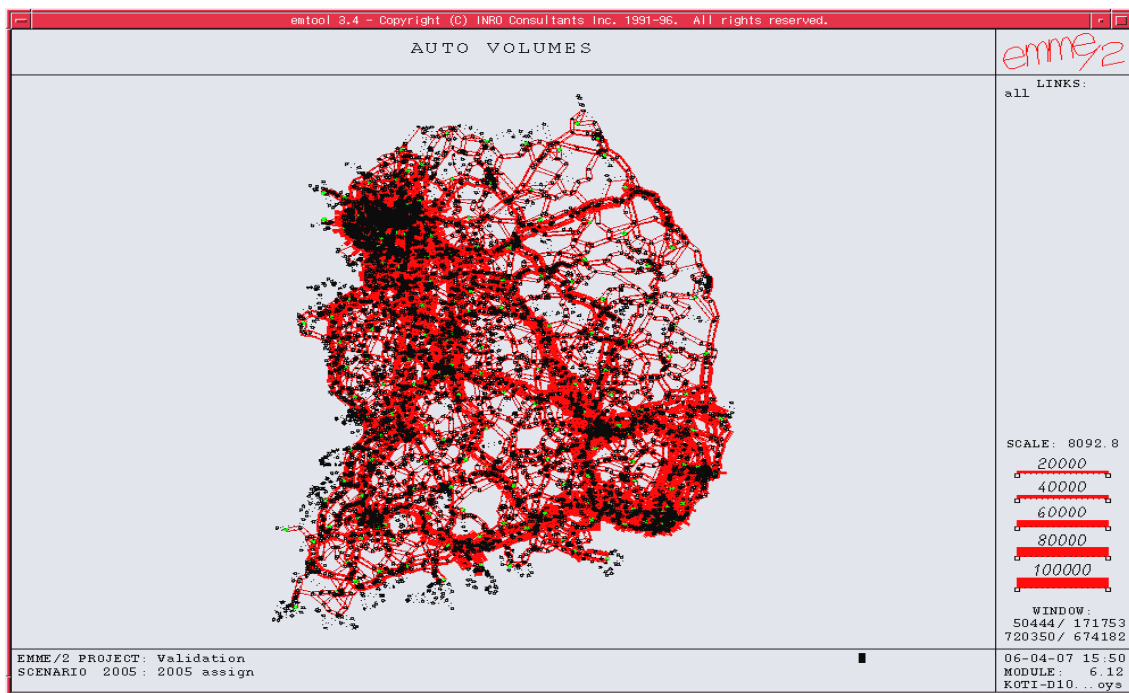 emtool 3.4 - Copyright (C) INRO Consultants Inc. 1991-96. All rights reserved.
AUTO VOLUMES
emme/2
LINKS:
all
SCALE: 8092.8
20000
40000
60000
80000
100000
WINDOW:
50444/ 171753
720350/ 674182
EMME/2 PROJECT: Validation
SCENARIO 2005: 2005 assign
06-04-07 15:50
MODULE: 6.12
KOTI-D10...oys